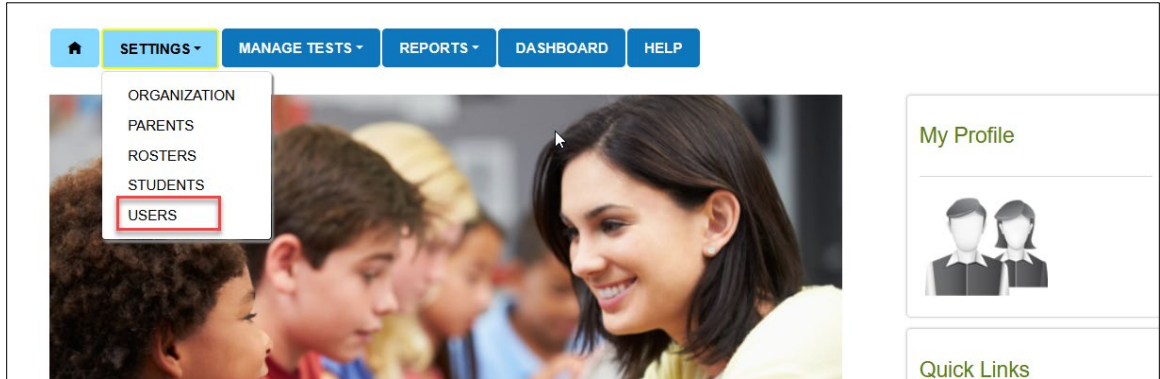 SETTINGS MANAGE TESTS REPORTS DASHBOARD HELP
ORGANIZATION
PARENTS
ROSTERS
STUDENTS
USERS
My Profile
Quick Links